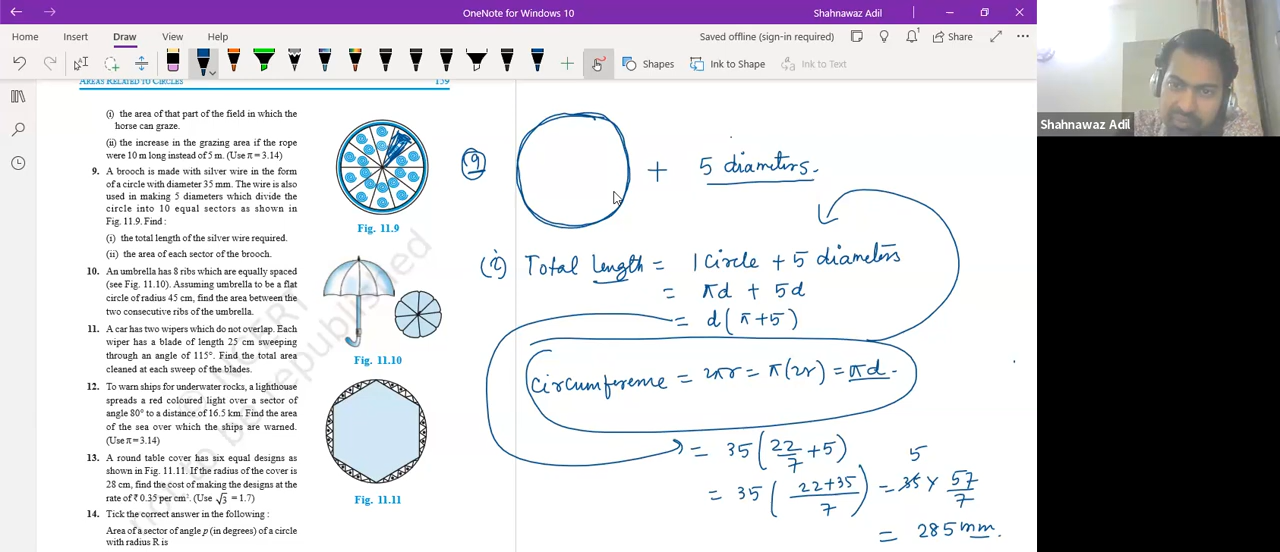 OneNote for Windows 10
Shahnawaz Adil
Home Insert Draw View Help
Saved offline (sign in required)
Share
Shapes
Ink to Shape
Ink to Text
AREAS RELATED TO CIRCLES 159
(i) the area of that part of the field in which the
horse can graze.
(ii) the increase in the grazing area if the rope
were 10 m long instead of 5 m. (Use π = 3.14)
9. A brooch is made with silver wire in the form
of a circle with diameter 35 mm. The wire is also
used in making 5 diameters which divide the
circle into 10 equal sectors as shown in
Fig. 11.9. Find :
(i) the total length of the silver wire required.
(ii) the area of each sector of the brooch.
Fig. 11.9
10. An umbrella has 8 ribs which are equally spaced
(see Fig. 11.10). Assuming umbrella to be a flat
circle of radius 45 cm, find the area between the
two consecutive ribs of the umbrella.
11. A car has two wipers which do not overlap. Each
wiper has a blade of length 25 cm sweeping
through an angle of 115°. Find the total area
cleaned at each sweep of the blades.
Fig. 11.10
12. To warn ships for underwater rocks, a lighthouse
spreads a red coloured light over a sector of
angle 80° to a distance of 16.5 km. Find the area
of the sea over which the ships are warned.
(Use π = 3.14)
13. A round table cover has six equal designs as
shown in Fig. 11.11. If the radius of the cover is
28 cm, find the cost of making the designs at the
rate of ₹ 0.35 per cm². (Use √3 = 1.7)
Fig. 11.11
14. Tick the correct answer in the following :
Area of a sector of angle p (in degrees) of a circle
with radius R is
not to be republished
(9) + 5 diameters.
(i) Total length = 1 Circle + 5 diameters
= πd + 5d
= d(π+5)
Circumference = 2πr = π(2r) = πd.
= 35(22/7 + 5)
= 35(22+35/7) = 35 × 57/7
5
= 285 mm.
Shahnawaz Adil